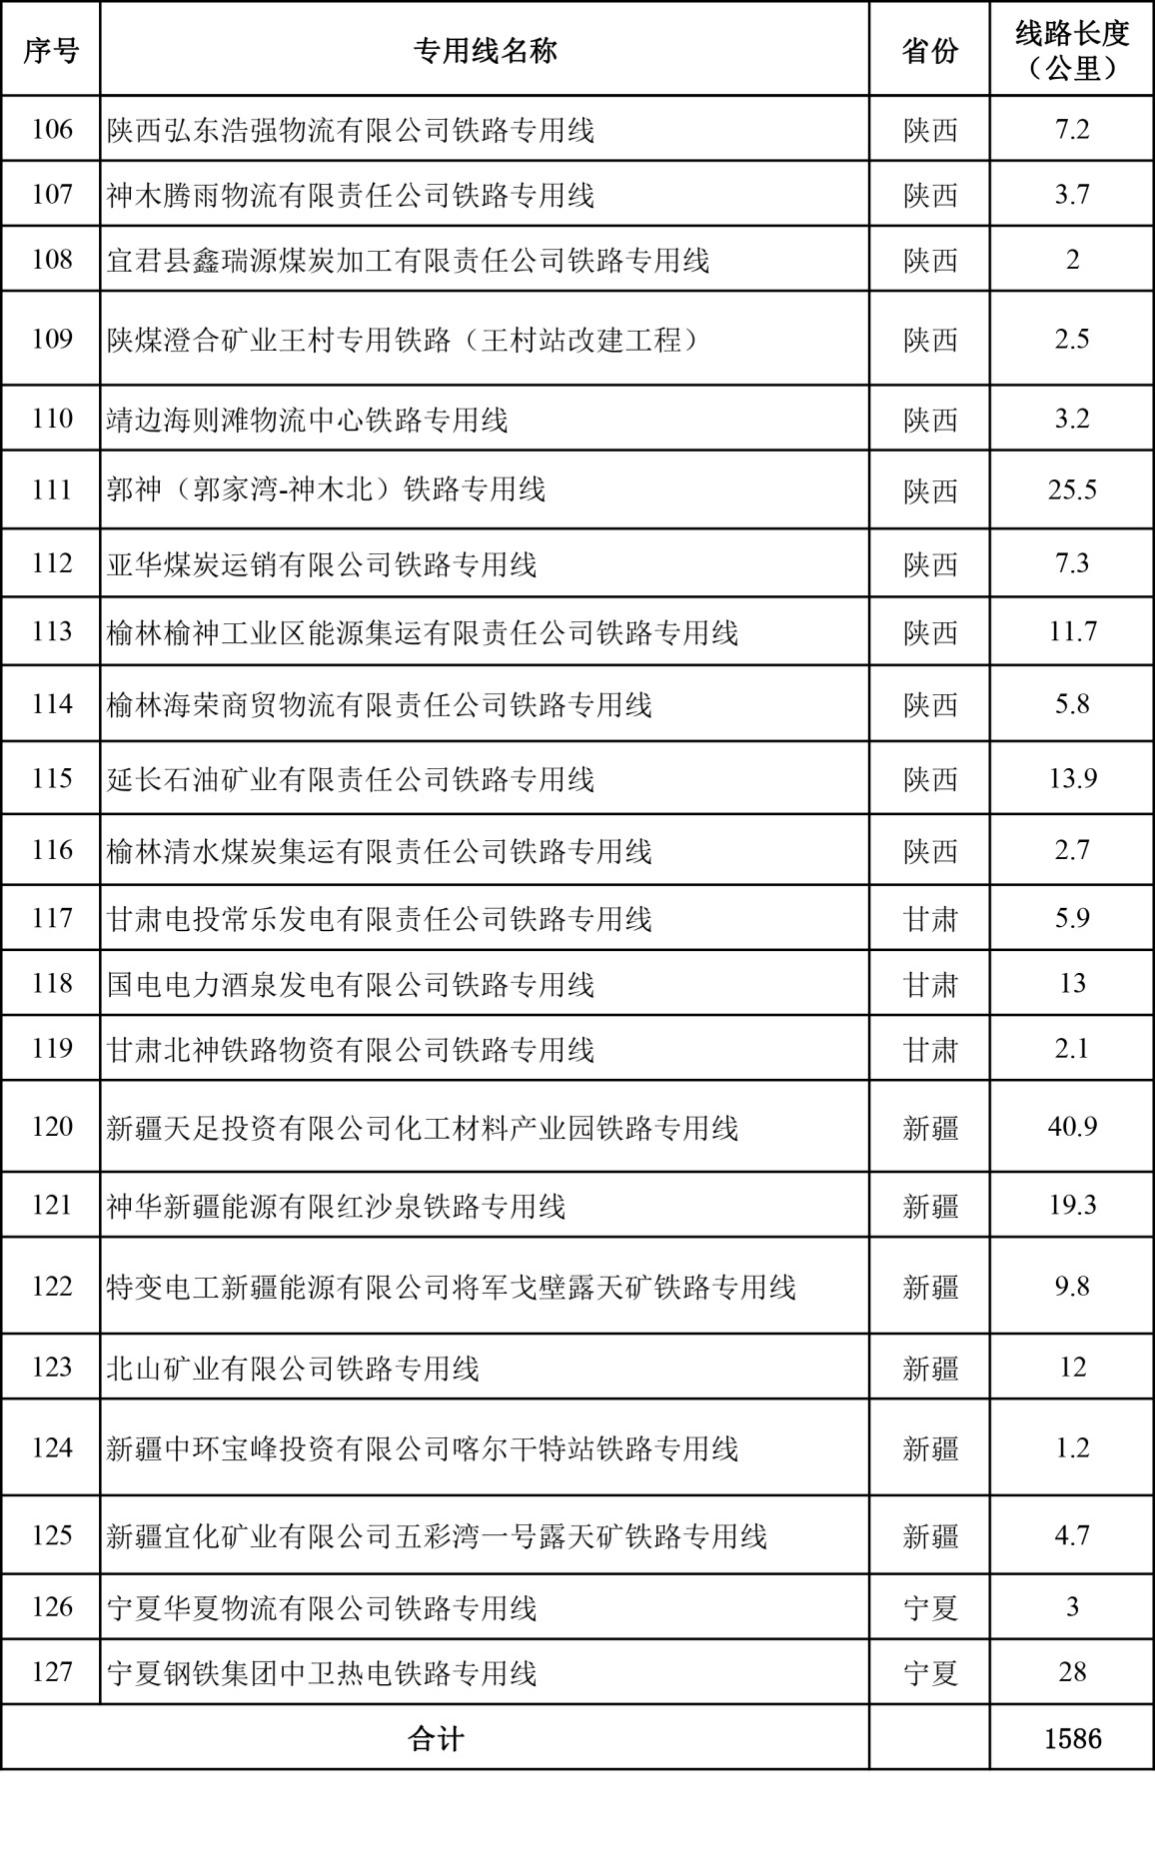 序号 专用线名称 省份 线路长度
（公里）
106 陕西弘东浩强物流有限公司铁路专用线 陕西 7.2
107 神木腾雨物流有限责任公司铁路专用线 陕西 3.7
108 宜君县鑫瑞源煤炭加工有限责任公司铁路专用线 陕西 2
109 陕煤澄合矿业王村专用铁路（王村站改建工程） 陕西 2.5
110 靖边海则滩物流中心铁路专用线 陕西 3.2
111 郭神（郭家湾-神木北）铁路专用线 陕西 25.5
112 亚华煤炭运销有限公司铁路专用线 陕西 7.3
113 榆林榆神工业区能源集运有限责任公司铁路专用线 陕西 11.7
114 榆林海荣商贸物流有限责任公司铁路专用线 陕西 5.8
115 延长石油矿业有限责任公司铁路专用线 陕西 13.9
116 榆林清水煤炭集运有限责任公司铁路专用线 陕西 2.7
117 甘肃电投常乐发电有限责任公司铁路专用线 甘肃 5.9
118 国电电力酒泉发电有限公司铁路专用线 甘肃 13
119 甘肃北神铁路物资有限公司铁路专用线 甘肃 2.1
120 新疆天足投资有限公司化工材料产业园铁路专用线 新疆 40.9
121 神华新疆能源有限红沙泉铁路专用线 新疆 19.3
122 特变电工新疆能源有限公司将军戈壁露天矿铁路专用线 新疆 9.8
123 北山矿业有限公司铁路专用线 新疆 12
124 新疆中环宝峰投资有限公司喀尔干特站铁路专用线 新疆 1.2
125 新疆宜化矿业有限公司五彩湾一号露天矿铁路专用线 新疆 4.7
126 宁夏华夏物流有限公司铁路专用线 宁夏 3
127 宁夏钢铁集团中卫热电铁路专用线 宁夏 28
合计 1586